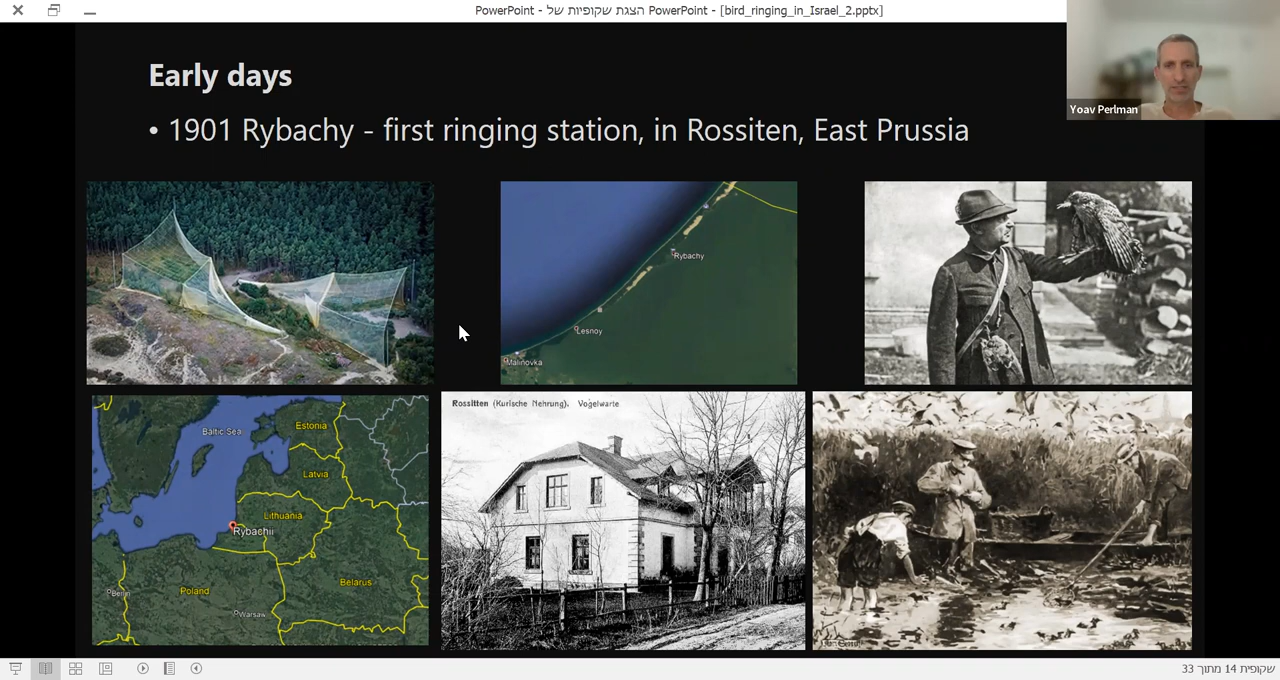 PowerPoint - הצגת שקופיות של PowerPoint - [bird_ringing_in_Israel_2.pptx]
Yoav Perlman
Early days
• 1901 Rybachy - first ringing station, in Rossiten, East Prussia
Rybachy
Lesnoy
Malinovka
Baltic Sea
Estonia
Latvia
Lithuania
Rybachii
Belarus
Poland
Berlin
Warsaw
Rossitten (Kurische Nehrung). Vogelwarte
שקופית 14 מתוך 33